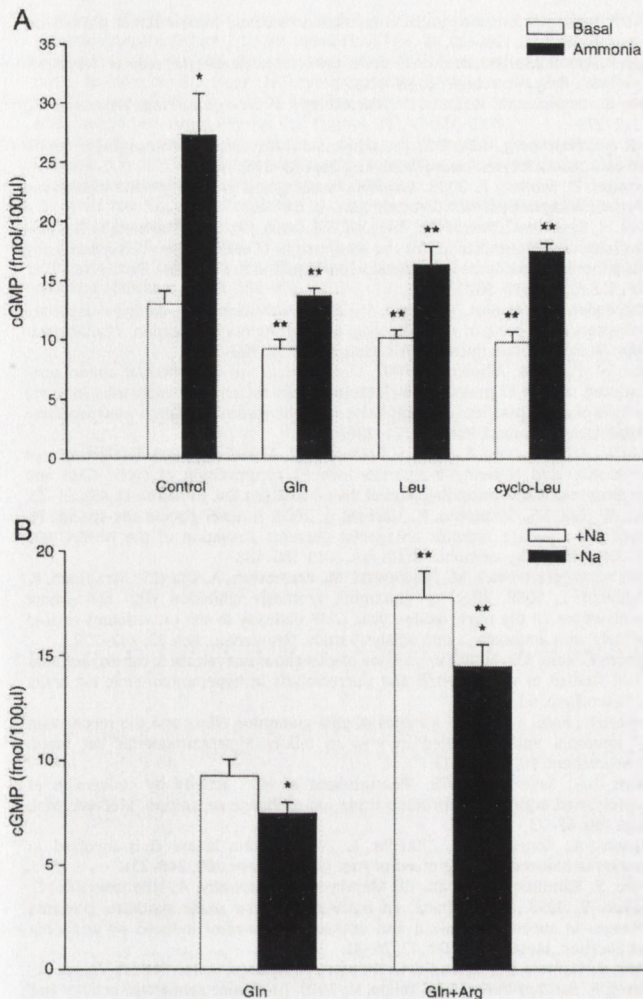 A
Basal
Ammonia
cGMP (fmol/100µl)
35
30
25
20
15
10
5
0
*
**
**
**
**
**
**
Control
Gln
Leu
cyclo-Leu
B
+Na
-Na
cGMP (fmol/100µl)
20
15
10
5
0
*
**
**
Gln
Gln+Arg